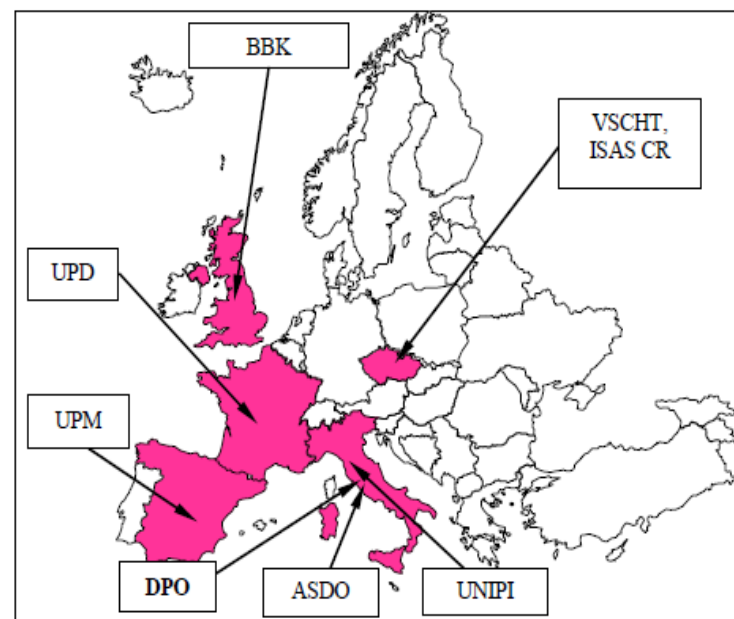 BBK
VSCHT,
ISAS CR
UPD
UPM
DPO
ASDO
UNIPI